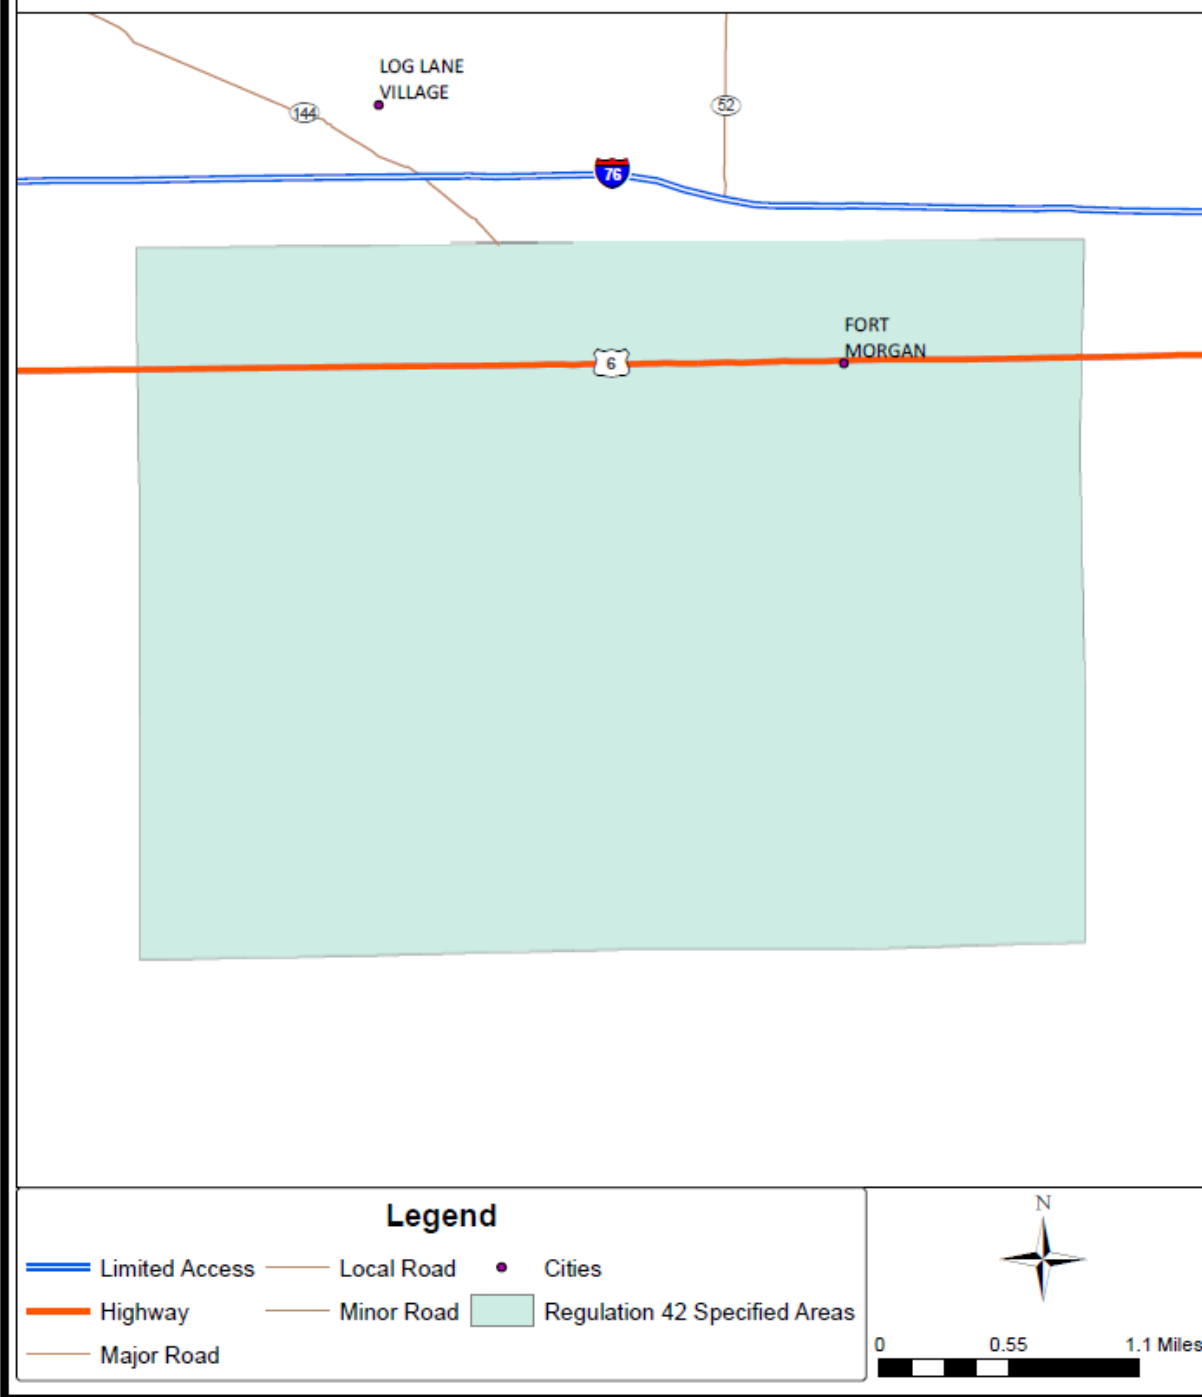 LOG LANE
VILLAGE
144
52
76
FORT
MORGAN
6
Legend
Limited Access
Local Road
Cities
Highway
Minor Road
Regulation 42 Specified Areas
Major Road
N
0 0.55 1.1 Miles